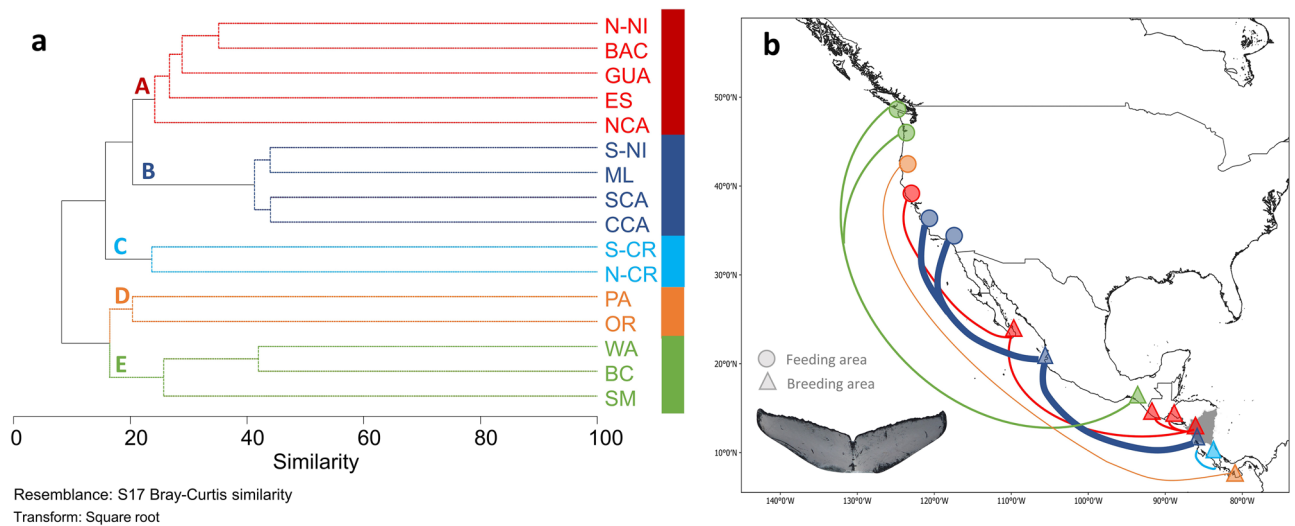 a
A
B
C
D
E
N-NI
BAC
GUA
ES
NCA
S-NI
ML
SCA
CCA
S-CR
N-CR
PA
OR
WA
BC
SM
0 20 40 60 80 100
Similarity
Resemblance: S17 Bray-Curtis similarity
Transform: Square root
b
50°0'N
40°0'N
30°0'N
20°0'N
10°0'N
Feeding area
Breeding area
140°0'W 130°0'W 120°0'W 110°0'W 100°0'W 90°0'W 80°0'W